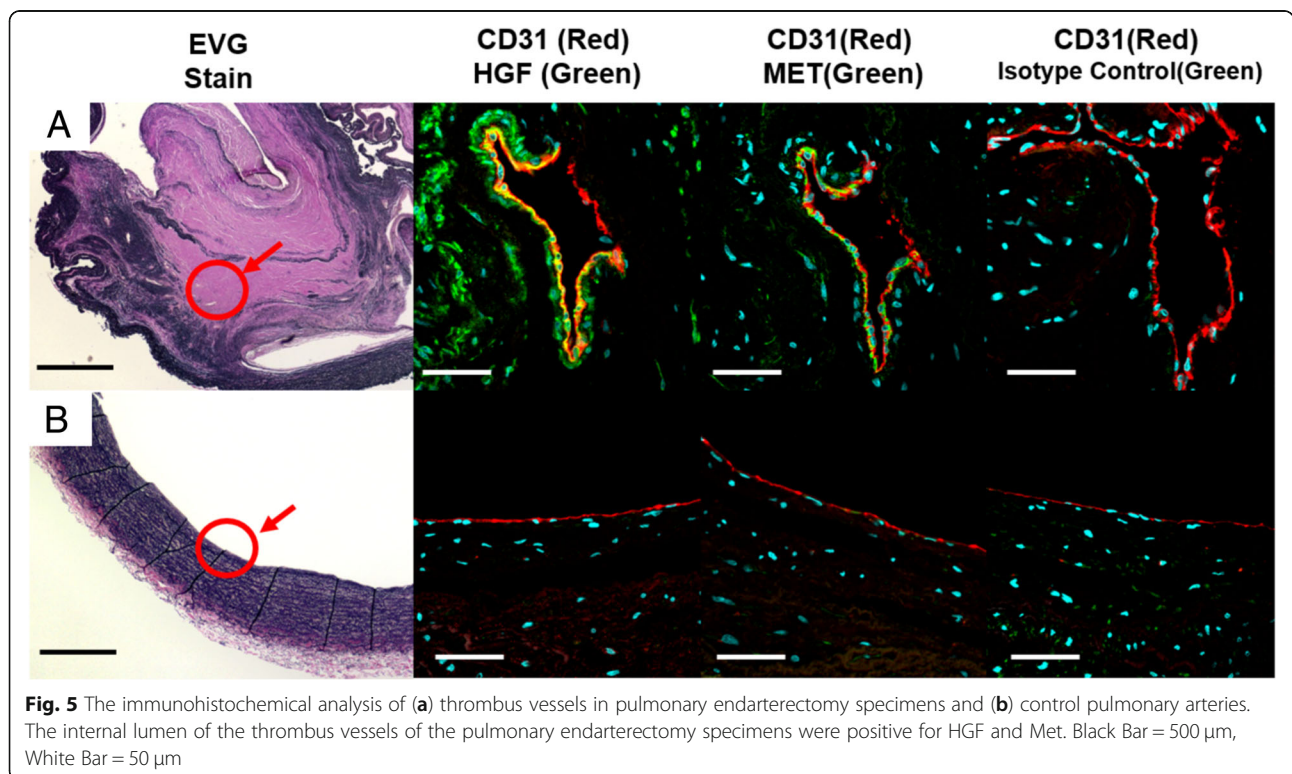 EVG
Stain
CD31 (Red)
HGF (Green)
CD31(Red)
MET(Green)
CD31(Red)
Isotype Control(Green)
A
B
Fig. 5 The immunohistochemical analysis of (a) thrombus vessels in pulmonary endarterectomy specimens and (b) control pulmonary arteries.
The internal lumen of the thrombus vessels of the pulmonary endarterectomy specimens were positive for HGF and Met. Black Bar = 500 μm,
White Bar = 50 μm